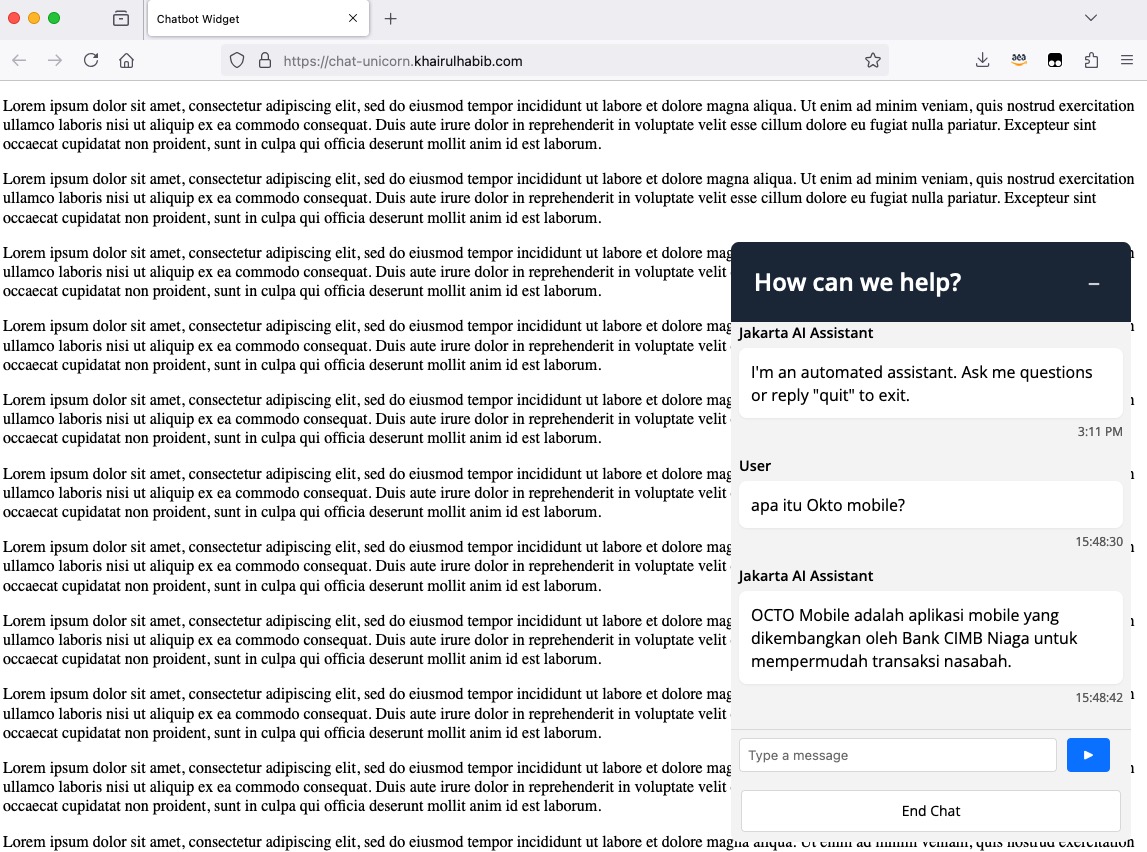 Chatbot Widget
https://chat-unicorn.khairulhabib.com
Lorem ipsum dolor sit amet, consectetur adipiscing elit, sed do eiusmod tempor incididunt ut labore et dolore magna aliqua. Ut enim ad minim veniam, quis nostrud exercitation
ullamco laboris nisi ut aliquip ex ea commodo consequat. Duis aute irure dolor in reprehenderit in voluptate velit esse cillum dolore eu fugiat nulla pariatur. Excepteur sint
occaecat cupidatat non proident, sunt in culpa qui officia deserunt mollit anim id est laborum.
Lorem ipsum dolor sit amet, consectetur adipiscing elit, sed do eiusmod tempor incididunt ut labore et dolore magna aliqua. Ut enim ad minim veniam, quis nostrud exercitation
ullamco laboris nisi ut aliquip ex ea commodo consequat. Duis aute irure dolor in reprehenderit in voluptate velit esse cillum dolore eu fugiat nulla pariatur. Excepteur sint
occaecat cupidatat non proident, sunt in culpa qui officia deserunt mollit anim id est laborum.
Lorem ipsum dolor sit amet, consectetur adipiscing elit, sed do eiusmod tempor incididunt ut labore et dolore
ullamco laboris nisi ut aliquip ex ea commodo consequat. Duis aute irure dolor in reprehenderit in voluptate velit
occaecat cupidatat non proident, sunt in culpa qui officia deserunt mollit anim id est laborum.
Lorem ipsum dolor sit amet, consectetur adipiscing elit, sed do eiusmod tempor incididunt ut labore et dolore
ullamco laboris nisi ut aliquip ex ea commodo consequat. Duis aute irure dolor in reprehenderit in voluptate velit
occaecat cupidatat non proident, sunt in culpa qui officia deserunt mollit anim id est laborum.
Lorem ipsum dolor sit amet, consectetur adipiscing elit, sed do eiusmod tempor incididunt ut labore et dolore
ullamco laboris nisi ut aliquip ex ea commodo consequat. Duis aute irure dolor in reprehenderit in voluptate velit
occaecat cupidatat non proident, sunt in culpa qui officia deserunt mollit anim id est laborum.
Lorem ipsum dolor sit amet, consectetur adipiscing elit, sed do eiusmod tempor incididunt ut labore et dolore
ullamco laboris nisi ut aliquip ex ea commodo consequat. Duis aute irure dolor in reprehenderit in voluptate velit
occaecat cupidatat non proident, sunt in culpa qui officia deserunt mollit anim id est laborum.
Lorem ipsum dolor sit amet, consectetur adipiscing elit, sed do eiusmod tempor incididunt ut labore et dolore
ullamco laboris nisi ut aliquip ex ea commodo consequat. Duis aute irure dolor in reprehenderit in voluptate velit
occaecat cupidatat non proident, sunt in culpa qui officia deserunt mollit anim id est laborum.
Lorem ipsum dolor sit amet, consectetur adipiscing elit, sed do eiusmod tempor incididunt ut labore et dolore
ullamco laboris nisi ut aliquip ex ea commodo consequat. Duis aute irure dolor in reprehenderit in voluptate velit
occaecat cupidatat non proident, sunt in culpa qui officia deserunt mollit anim id est laborum.
Lorem ipsum dolor sit amet, consectetur adipiscing elit, sed do eiusmod tempor incididunt ut labore et dolore
ullamco laboris nisi ut aliquip ex ea commodo consequat. Duis aute irure dolor in reprehenderit in voluptate velit
occaecat cupidatat non proident, sunt in culpa qui officia deserunt mollit anim id est laborum.
Lorem ipsum dolor sit amet, consectetur adipiscing elit, sed do eiusmod tempor incididunt ut labore et dolore
ullamco laboris nisi ut aliquip ex ea commodo consequat. Duis aute irure dolor in reprehenderit in voluptate velit
occaecat cupidatat non proident, sunt in culpa qui officia deserunt mollit anim id est laborum.
Lorem ipsum dolor sit amet, consectetur adipiscing elit, sed do eiusmod tempor incididunt ut labore et dolore magna aliqua. Ut enim ad minim veniam, quis nostrud exercitation
How can we help?
Jakarta AI Assistant
I'm an automated assistant. Ask me questions
or reply "quit" to exit.
3:11 PM
User
apa itu Okto mobile?
15:48:30
Jakarta AI Assistant
OCTO Mobile adalah aplikasi mobile yang
dikembangkan oleh Bank CIMB Niaga untuk
mempermudah transaksi nasabah.
15:48:42
Type a message
End Chat